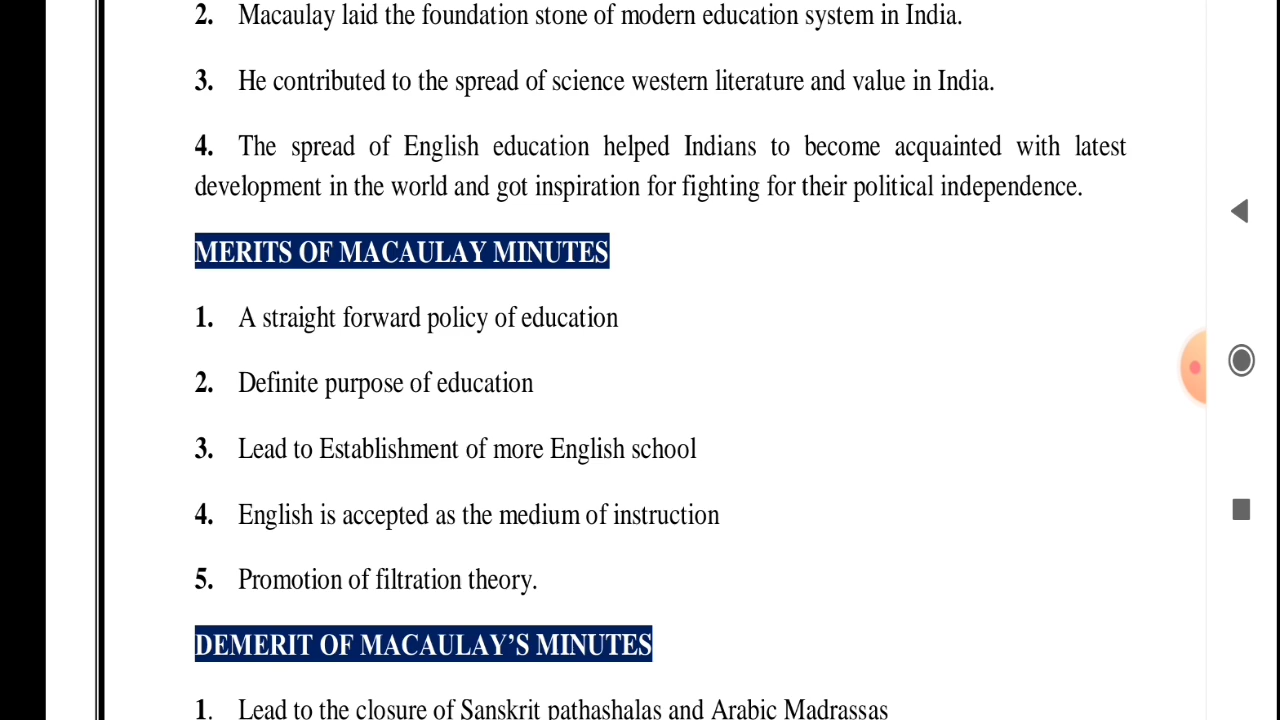 2. Macaulay laid the foundation stone of modern education system in India.
3. He contributed to the spread of science western literature and value in India.
4. The spread of English education helped Indians to become acquainted with latest
development in the world and got inspiration for fighting for their political independence.
MERITS OF MACAULAY MINUTES
1. A straight forward policy of education
2. Definite purpose of education
3. Lead to Establishment of more English school
4. English is accepted as the medium of instruction
5. Promotion of filtration theory.
DEMERIT OF MACAULAY’S MINUTES
1. Lead to the closure of Sanskrit pathashalas and Arabic Madrassas